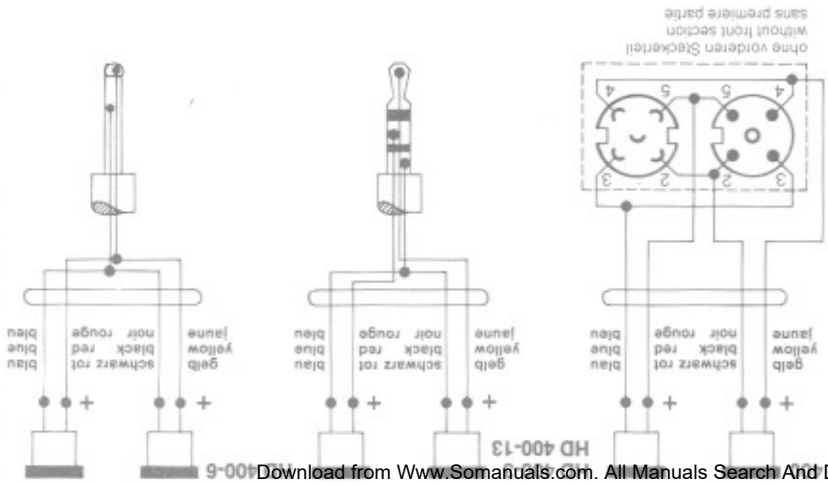 HD 400-13
400-6
gelb schwarz rot blau
yellow black red blue
jaune noir rouge bleu
3 2 2 3
4 5 5 4
ohne vorderen Steckerteil
without front section
sans première partie
gelb schwarz rot blau
yellow black red blue
jaune noir rouge bleu
gelb schwarz rot blau
yellow black red blue
jaune noir rouge bleu
Download from Www.Somanuals.com. All Manuals Search And D